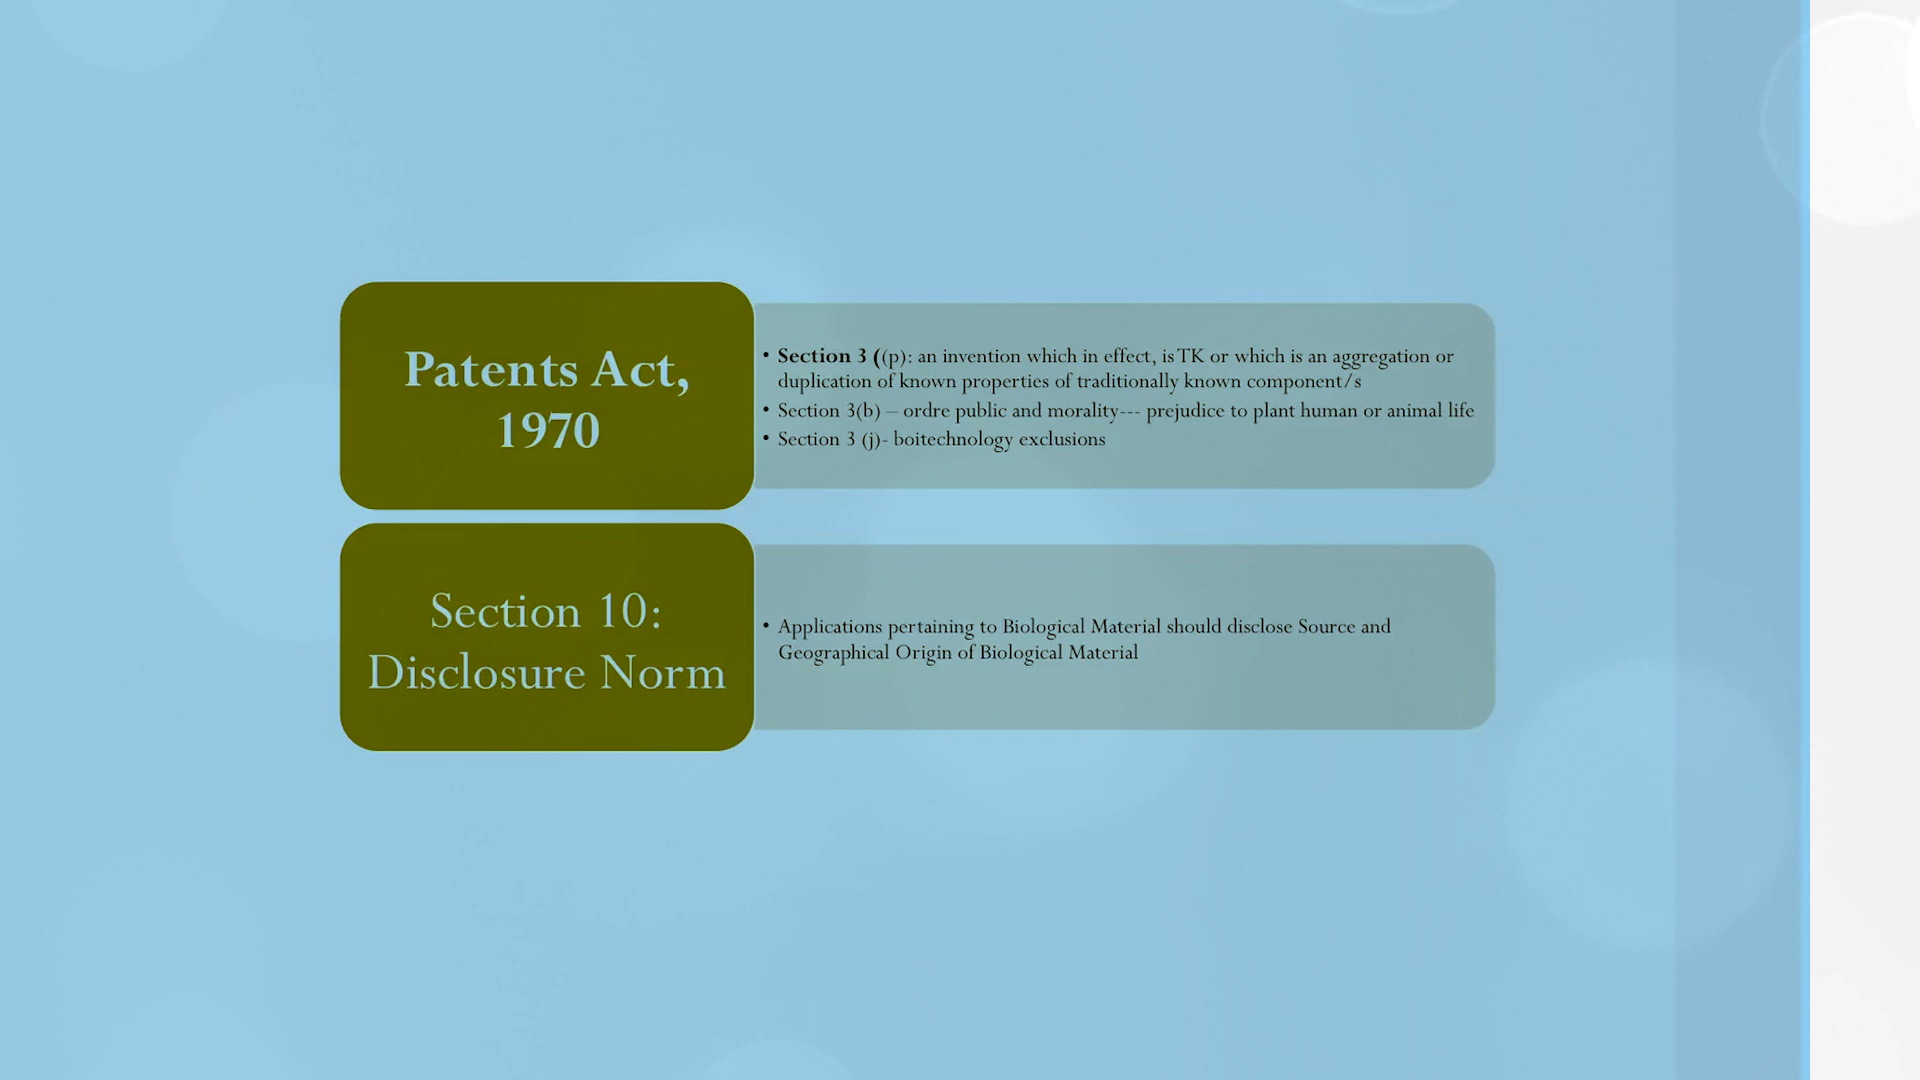 Patents Act,
1970
• Section 3 ((p): an invention which in effect, is TK or which is an aggregation or
duplication of known properties of traditionally known component/s
• Section 3(b) – ordre public and morality--- prejudice to plant human or animal life
• Section 3 (j)- boitechnology exclusions
Section 10:
Disclosure Norm
• Applications pertaining to Biological Material should disclose Source and
Geographical Origin of Biological Material